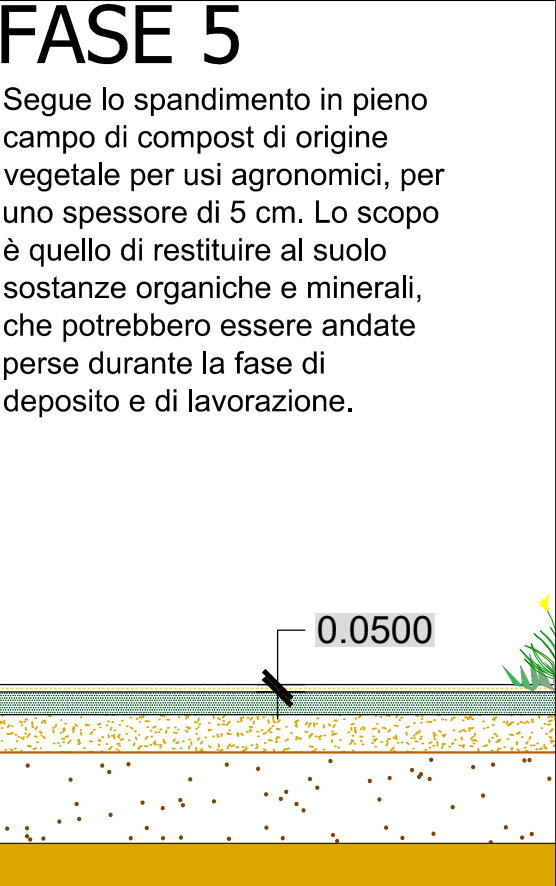 FASE 5
Segue lo spandimento in pieno
campo di compost di origine
vegetale per usi agronomici, per
uno spessore di 5 cm. Lo scopo
è quello di restituire al suolo
sostanze organiche e minerali,
che potrebbero essere andate
perse durante la fase di
deposito e di lavorazione.
0.0500